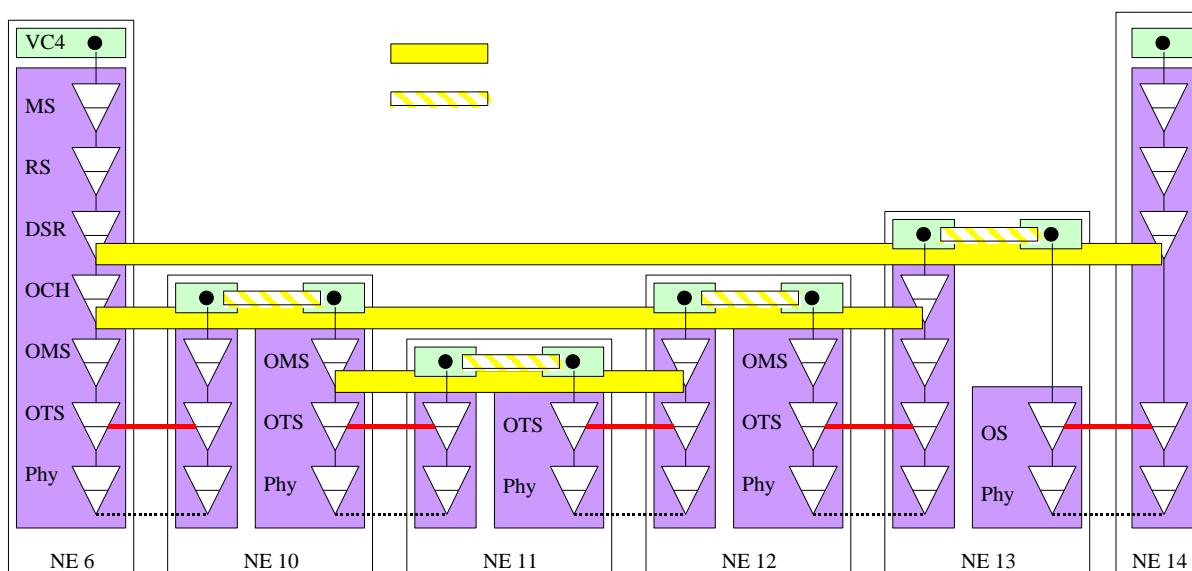 VC4
MS
RS
DSR
OCH
OMS
OMS
OMS
OTS
OTS
OTS
OTS
OS
Phy
Phy
Phy
Phy
Phy
NE 6
NE 10
NE 11
NE 12
NE 13
NE 14